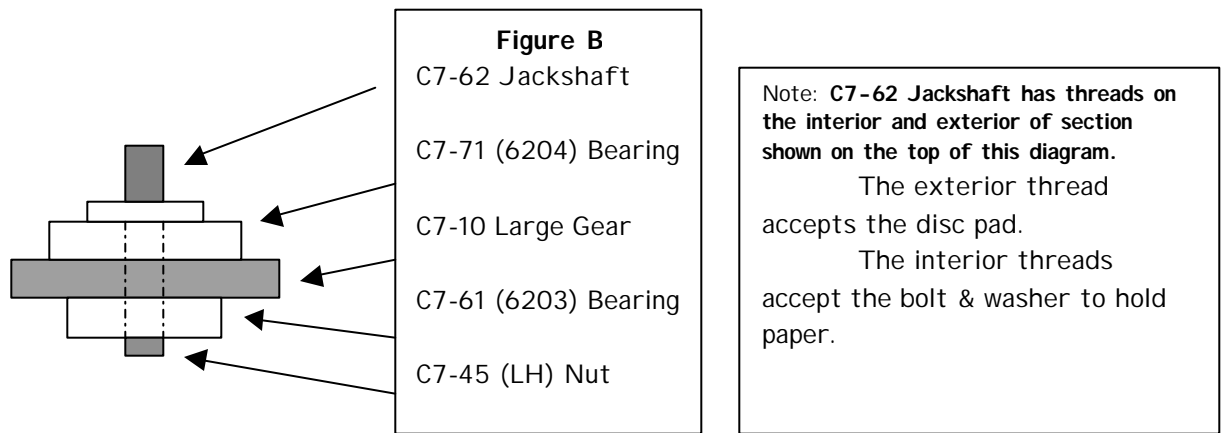 Figure B
C7-62 Jackshaft
C7-71 (6204) Bearing
C7-10 Large Gear
C7-61 (6203) Bearing
C7-45 (LH) Nut
Note: C7-62 Jackshaft has threads on
the interior and exterior of section
shown on the top of this diagram.
The exterior thread
accepts the disc pad.
The interior threads
accept the bolt & washer to hold
paper.